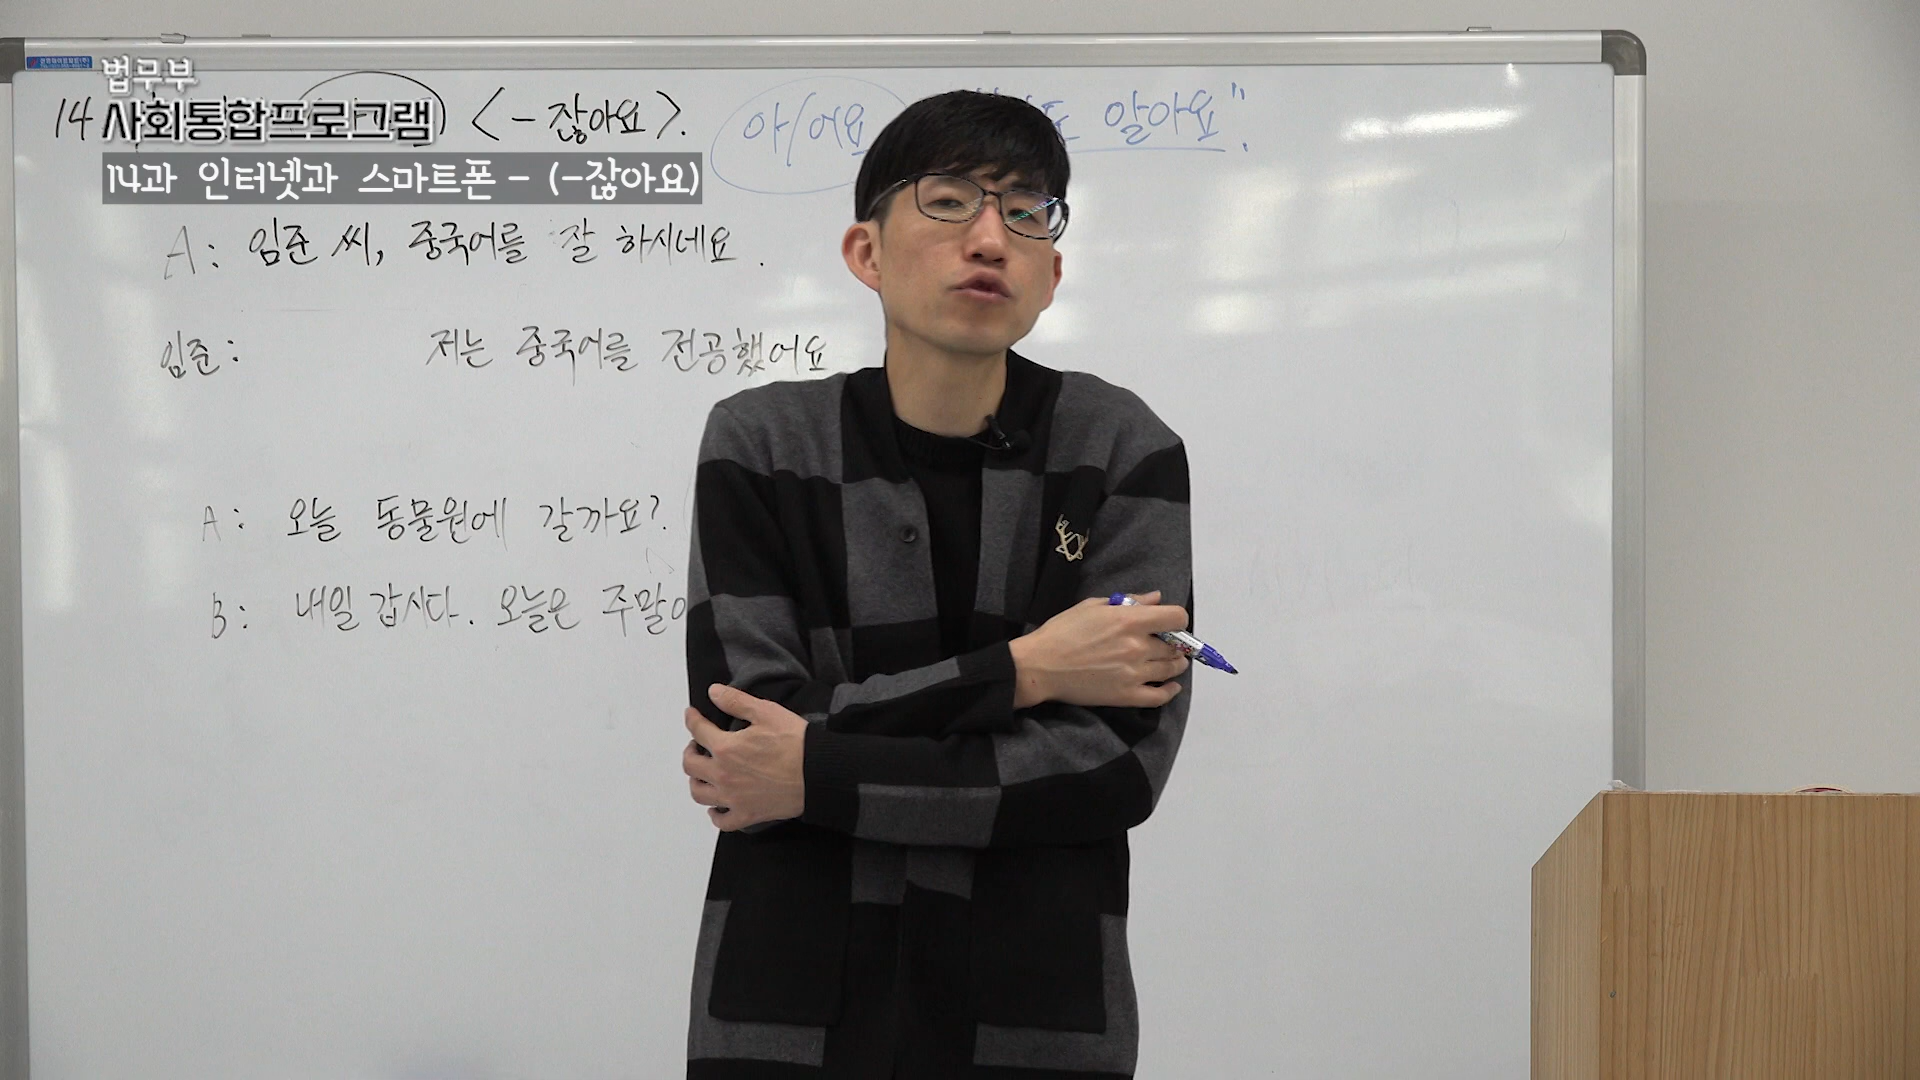 법무부
사회통합프로그램
14과 인터넷과 스마트폰 - (-잖아요)
14 <-잖아요>.
아/어요 알아요".
A: 임준 씨, 중국어를 잘 하시네요.
임준: 저는 중국어를 전공했어요
A: 오늘 동물원에 갈까요?
B: 내일 갑시다. 오늘은 주말이